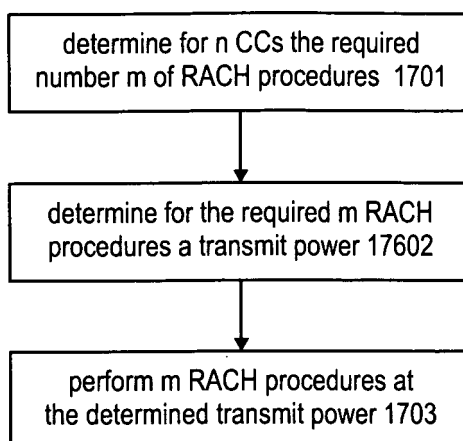 determine for n CCs the required
number m of RACH procedures 1701
determine for the required m RACH
procedures a transmit power 17602
perform m RACH procedures at
the determined transmit power 1703